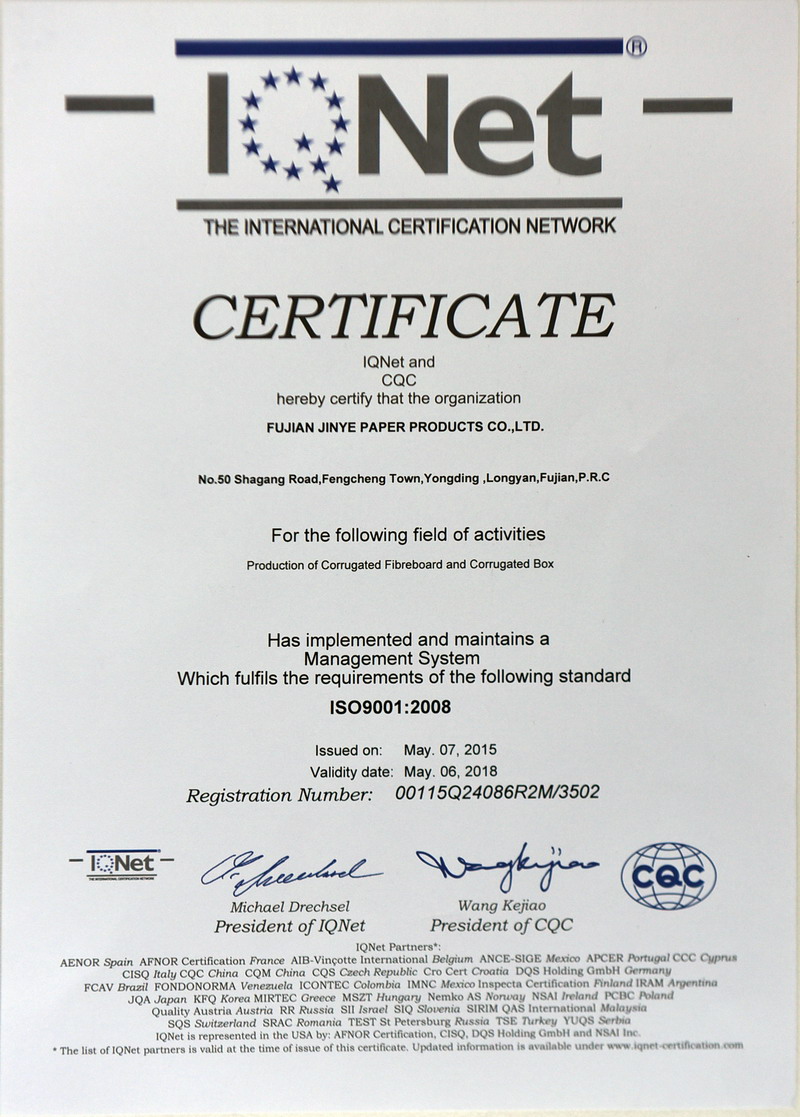 IQNet®
THE INTERNATIONAL CERTIFICATION NETWORK
CERTIFICATE
IQNet and
CQC
hereby certify that the organization
FUJIAN JINYE PAPER PRODUCTS CO.,LTD.
No.50 Shagang Road,Fengcheng Town,Yongding ,Longyan,Fujian,P.R.C
For the following field of activities
Production of Corrugated Fibreboard and Corrugated Box
Has implemented and maintains a
Management System
Which fulfils the requirements of the following standard
ISO9001:2008
Issued on: May. 07, 2015
Validity date: May. 06, 2018
Registration Number: 00115Q24086R2M/3502
IQNet
THE INTERNATIONAL CERTIFICATION NETWORK
CQC
Michael Drechsel
President of IQNet
Wang Kejiao
President of CQC
IQNet Partners*:
AENOR Spain AFNOR Certification France AIB-Vinçotte International Belgium ANCE-SIGE Mexico APCER Portugal CCC Cyprus
CISQ Italy CQC China CQM China CQS Czech Republic Cro Cert Croatia DQS Holding GmbH Germany
FCAV Brazil FONDONORMA Venezuela ICONTEC Colombia IMNC Mexico Inspecta Certification Finland IRAM Argentina
JQA Japan KFQ Korea MIRTEC Greece MSZT Hungary Nemko AS Norway NSAI Ireland PCBC Poland
Quality Austria Austria RR Russia SII Israel SIQ Slovenia SIRIM QAS International Malaysia
SQS Switzerland SRAC Romania TEST St Petersburg Russia TSE Turkey YUQS Serbia
IQNet is represented in the USA by: AFNOR Certification, CISQ, DQS Holding GmbH and NSAI Inc.
* The list of IQNet partners is valid at the time of issue of this certificate. Updated information is available under www.iqnet-certification.com